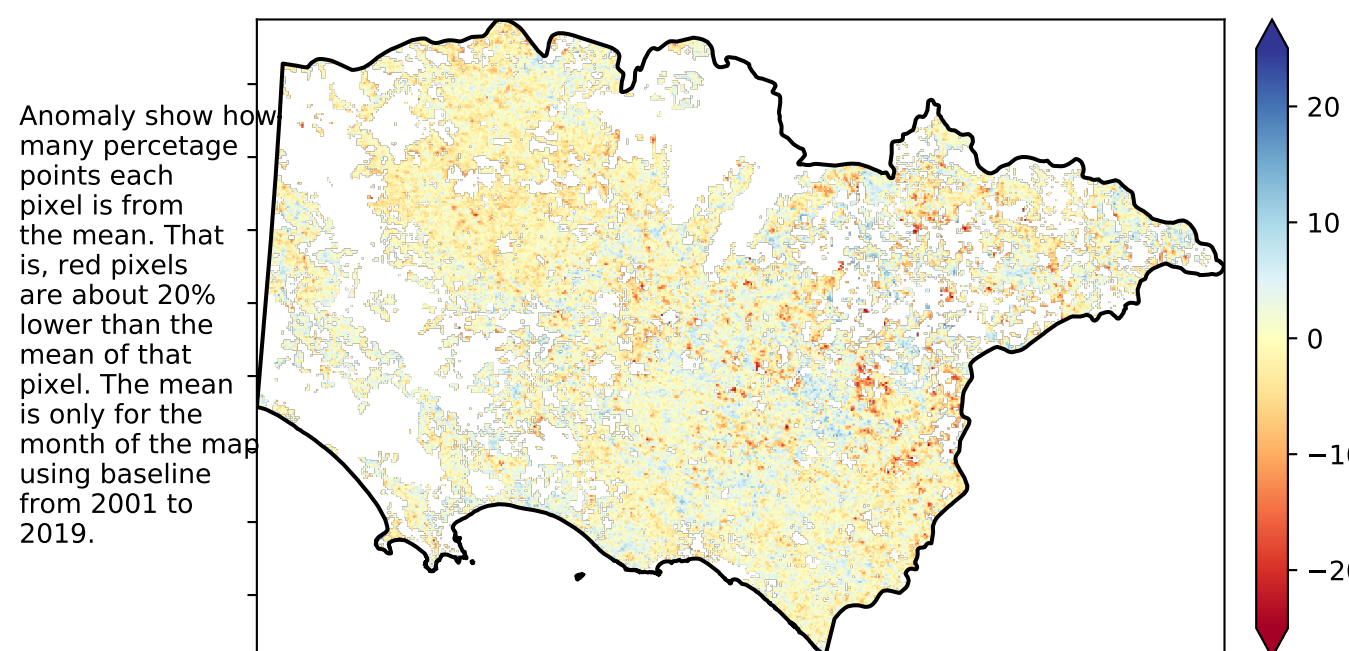 Anomaly show how
many percetage
points each
pixel is from
the mean. That
is, red pixels
are about 20%
lower than the
mean of that
pixel. The mean
is only for the
month of the map
using baseline
from 2001 to
2019.
20
10
0
−10
−20